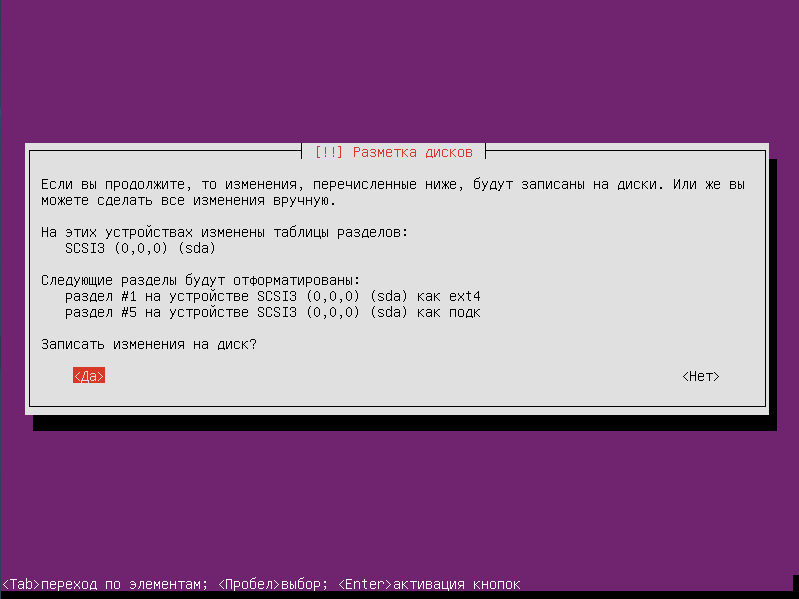 [!!] Разметка дисков
Если вы продолжите, то изменения, перечисленные ниже, будут записаны на диски. Или же вы
можете сделать все изменения вручную.
На этих устройствах изменены таблицы разделов:
SCSI3 (0,0,0) (sda)
Следующие разделы будут отформатированы:
раздел #1 на устройстве SCSI3 (0,0,0) (sda) как ext4
раздел #5 на устройстве SCSI3 (0,0,0) (sda) как подк
Записать изменения на диск?
<Да> <Нет>
<Tab>переход по элементам; <Пробел>выбор; <Enter>активация кнопок